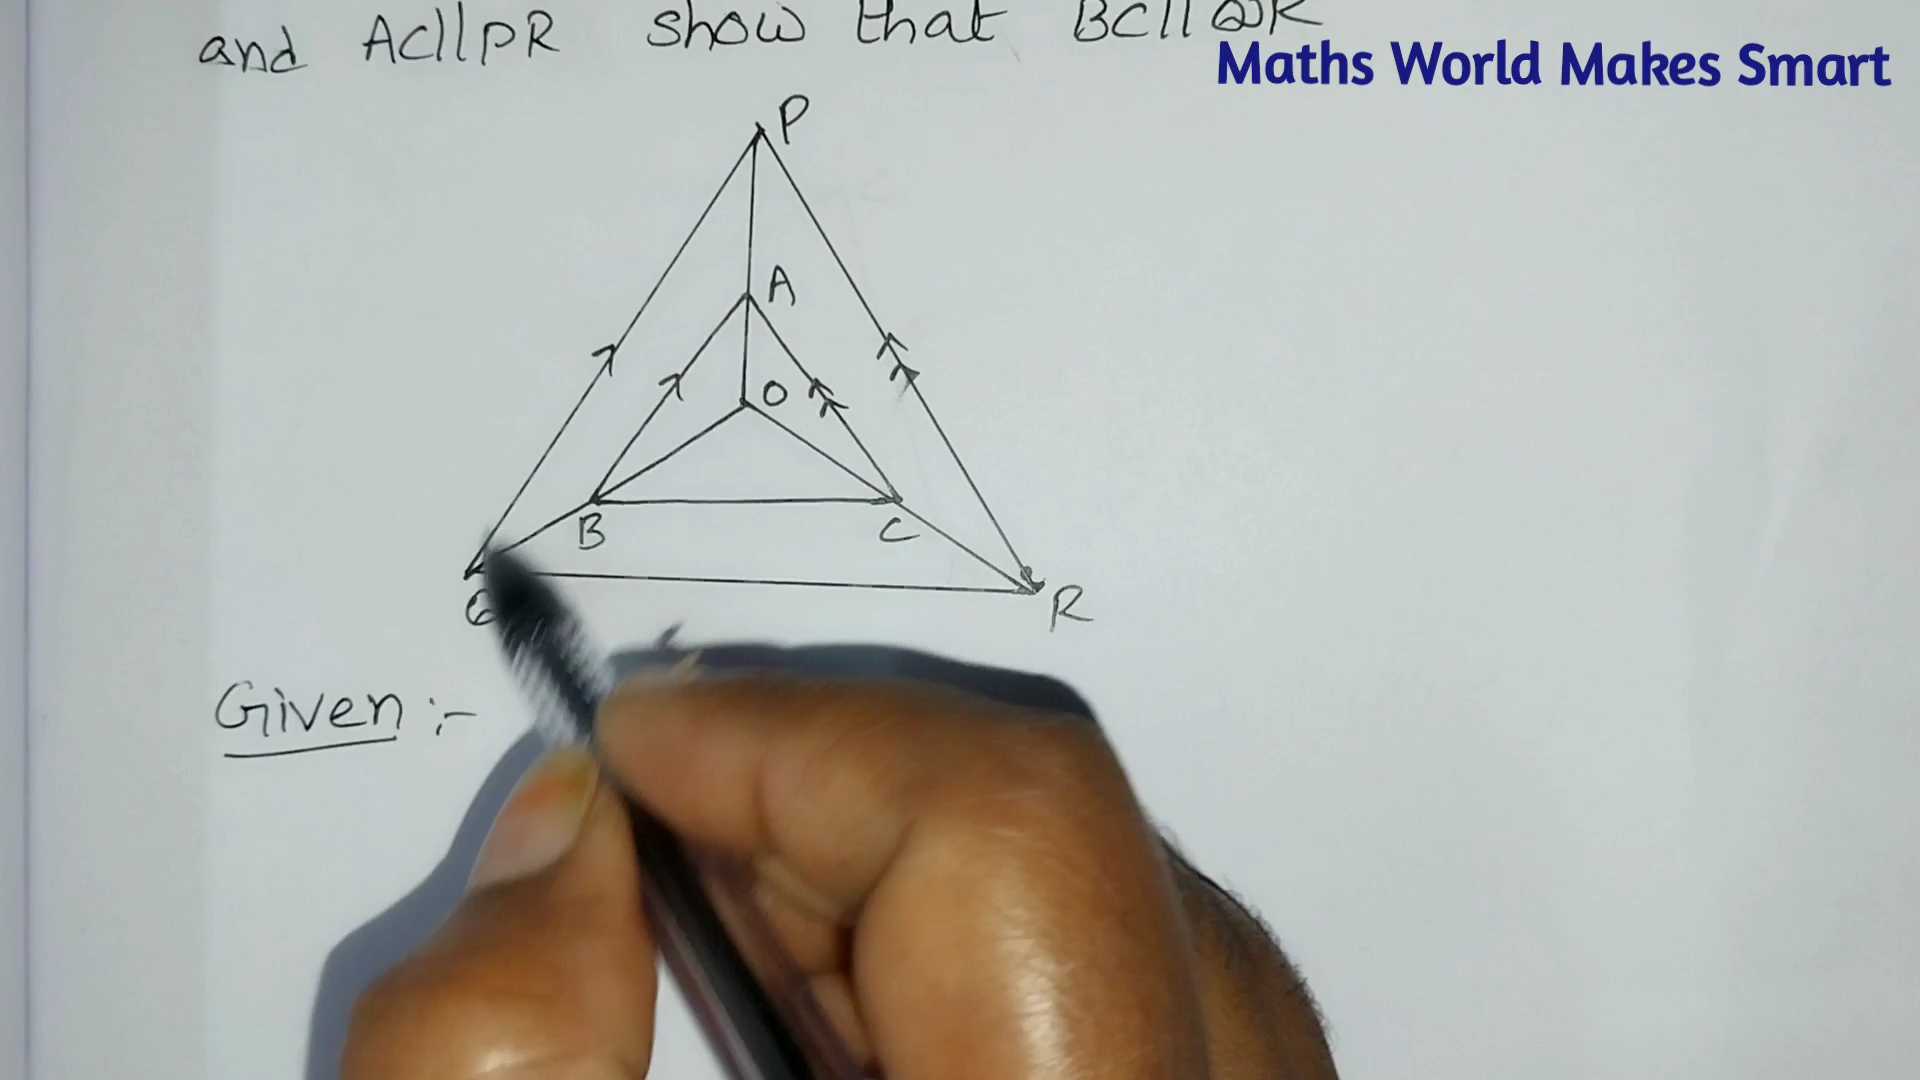 and AC||PR show that BC||QR
Maths World Makes Smart
P
A
O
B
C
Q
R
Given :-